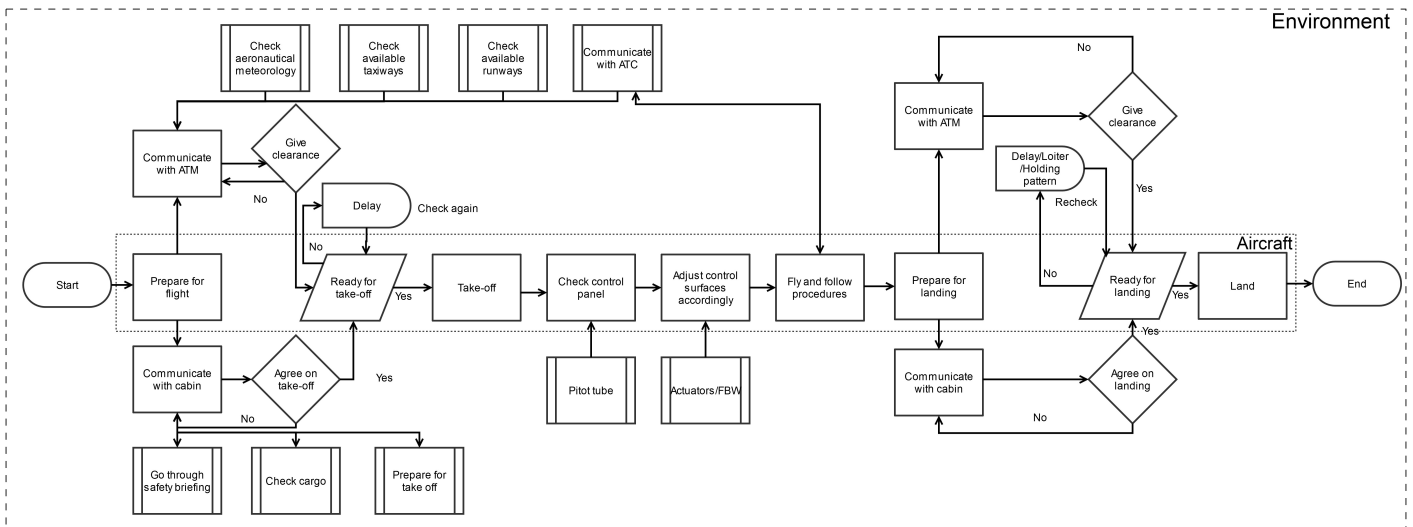 Environment
Check
aeronautical
meteorology
Check
available
taxiways
Check
available
runways
Communicate
with ATC
No
Communicate
with ATM
Give
clearance
Communicate
with ATM
Give
clearance
No
Delay
Check again
Delay/Loiter
/Holding
pattern
Recheck
Yes
No
Aircraft
Start
Prepare for
flight
Ready for
take-off
Yes
Take-off
Check control
panel
Adjust control
surfaces
accordingly
Fly and follow
procedures
Prepare for
landing
No
Ready for
landing
Yes
Land
End
Yes
Communicate
with cabin
Agree on
take-off
Yes
Pitot tube
Actuators/FBW
Communicate
with cabin
Agree on
landing
No
No
Go through
safety briefing
Check cargo
Prepare for
take off